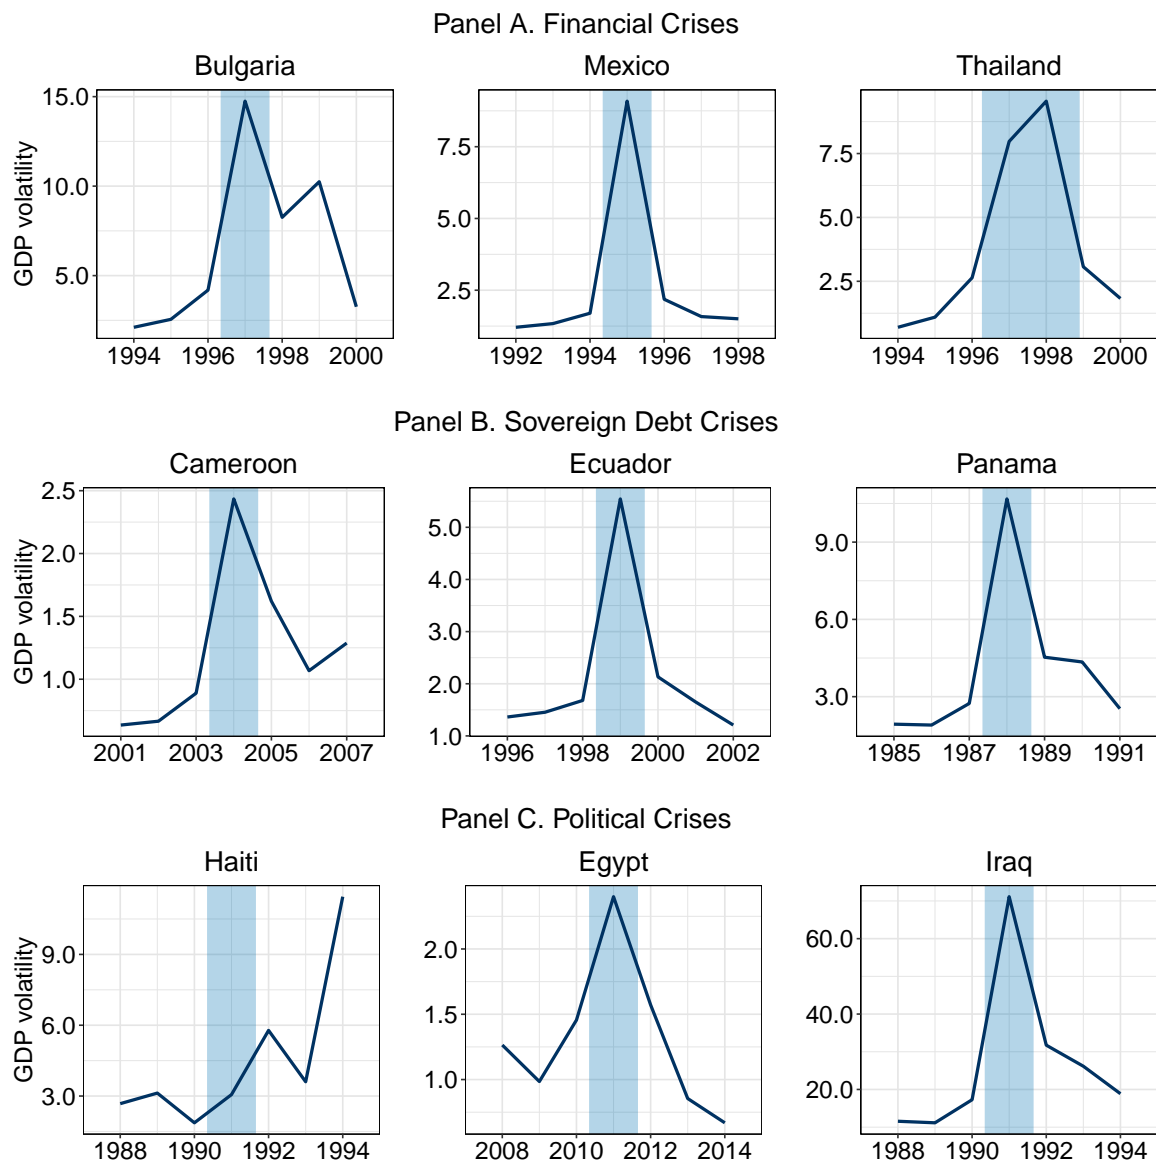 Panel A. Financial Crises
Bulgaria Mexico Thailand
GDP volatility
15.0
10.0
5.0
7.5
5.0
2.5
7.5
5.0
2.5
1994 1996 1998 2000 1992 1994 1996 1998 1994 1996 1998 2000
Panel B. Sovereign Debt Crises
Cameroon Ecuador Panama
GDP volatility
2.5
2.0
1.5
1.0
5.0
4.0
3.0
2.0
1.0
9.0
6.0
3.0
2001 2003 2005 2007 1996 1998 2000 2002 1985 1987 1989 1991
Panel C. Political Crises
Haiti Egypt Iraq
GDP volatility
9.0
6.0
3.0
2.0
1.5
1.0
60.0
40.0
20.0
1988 1990 1992 1994 2008 2010 2012 2014 1988 1990 1992 1994